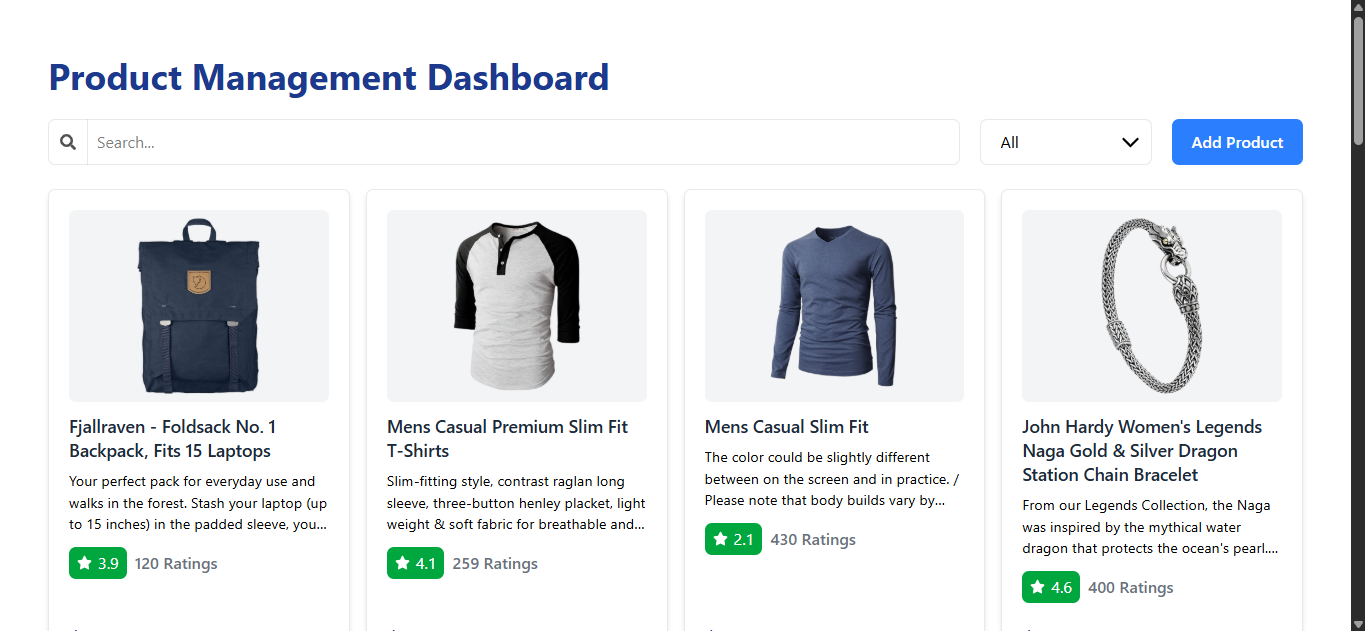 Product Management Dashboard
Search...
All
Add Product
Fjallraven - Foldsack No. 1
Backpack, Fits 15 Laptops
Your perfect pack for everyday use and
walks in the forest. Stash your laptop (up
to 15 inches) in the padded sleeve, you...
3.9
120 Ratings
Mens Casual Premium Slim Fit
T-Shirts
Slim-fitting style, contrast raglan long
sleeve, three-button henley placket, light
weight & soft fabric for breathable and...
4.1
259 Ratings
Mens Casual Slim Fit
The color could be slightly different
between on the screen and in practice. /
Please note that body builds vary by...
2.1
430 Ratings
John Hardy Women's Legends
Naga Gold & Silver Dragon
Station Chain Bracelet
From our Legends Collection, the Naga
was inspired by the mythical water
dragon that protects the ocean's pearl....
4.6
400 Ratings